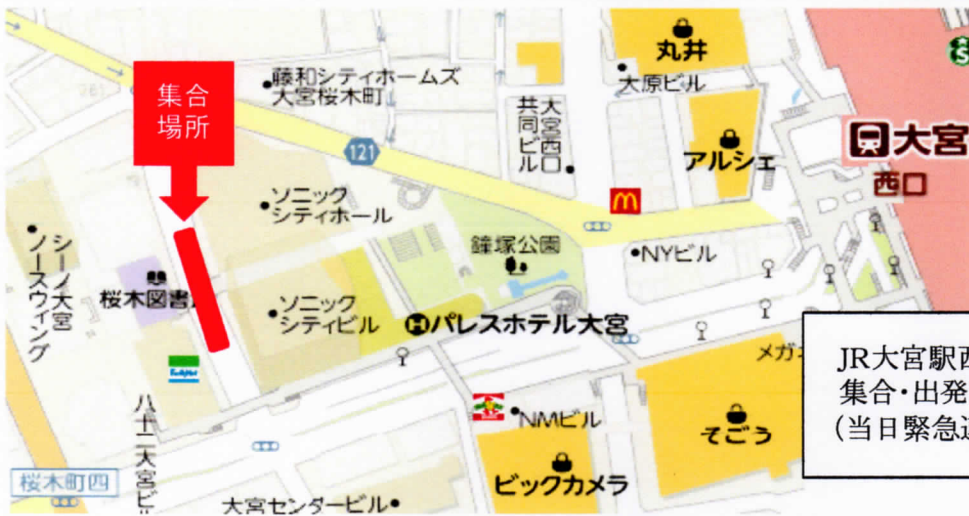 集合
場所
藤和シティホームズ
大宮桜木町
121
ソニック
シティホール
シーノ大宮
ノースウィング
桜木図書
ソニック
シティビル
八十二大宮ビ
桜木町四
大宮センタービル
共同ビル
大宮西口
丸井
大原ビル
アルシェ
大宮
西口
鐘塚公園
NYビル
パレスホテル大宮
メガ
NMビル
ビックカメラ
そごう
JR大宮駅西
集合・出発
(当日緊急連